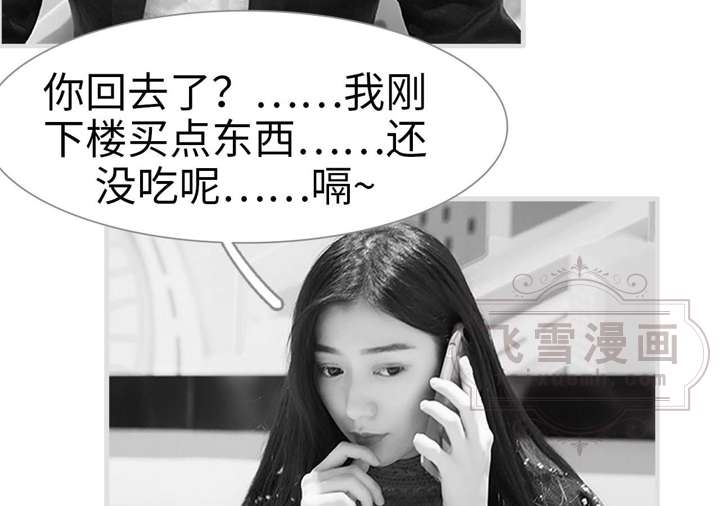 你回去了？……我刚
下楼买点东西……还
没吃呢……嗝~
飞雪漫画